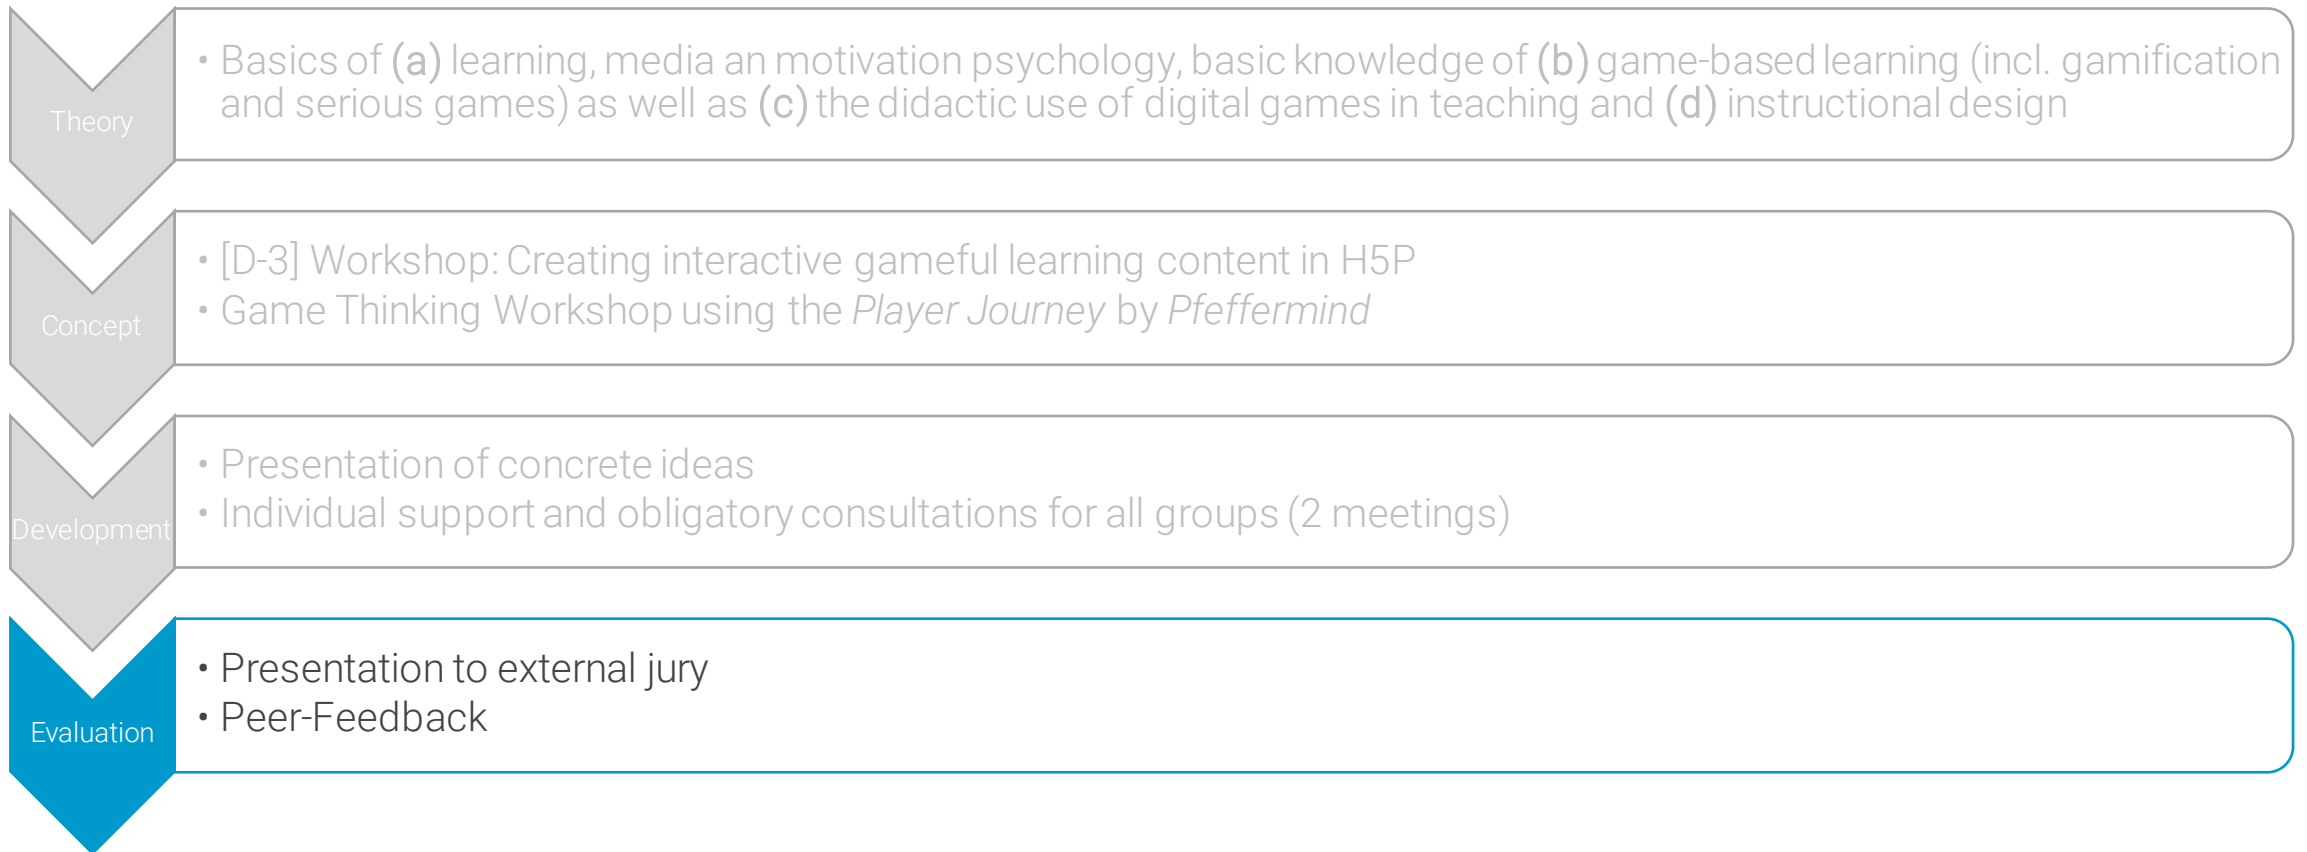 Theory
• Basics of (a) learning, media an motivation psychology, basic knowledge of (b) game-based learning (incl. gamification
and serious games) as well as (c) the didactic use of digital games in teaching and (d) instructional design
Concept
• [D-3] Workshop: Creating interactive gameful learning content in H5P
• Game Thinking Workshop using the Player Journey by Pfeffermind
Development
• Presentation of concrete ideas
• Individual support and obligatory consultations for all groups (2 meetings)
Evaluation
• Presentation to external jury
• Peer-Feedback